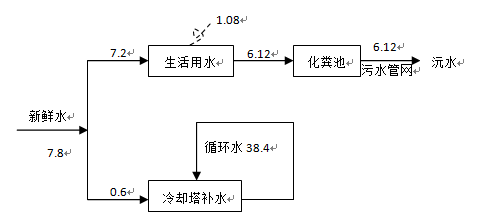 1.08
7.2
生活用水
6.12
化粪池
6.12
污水管网
沅水
新鲜水
7.8
循环水 38.4
0.6
冷却塔补水